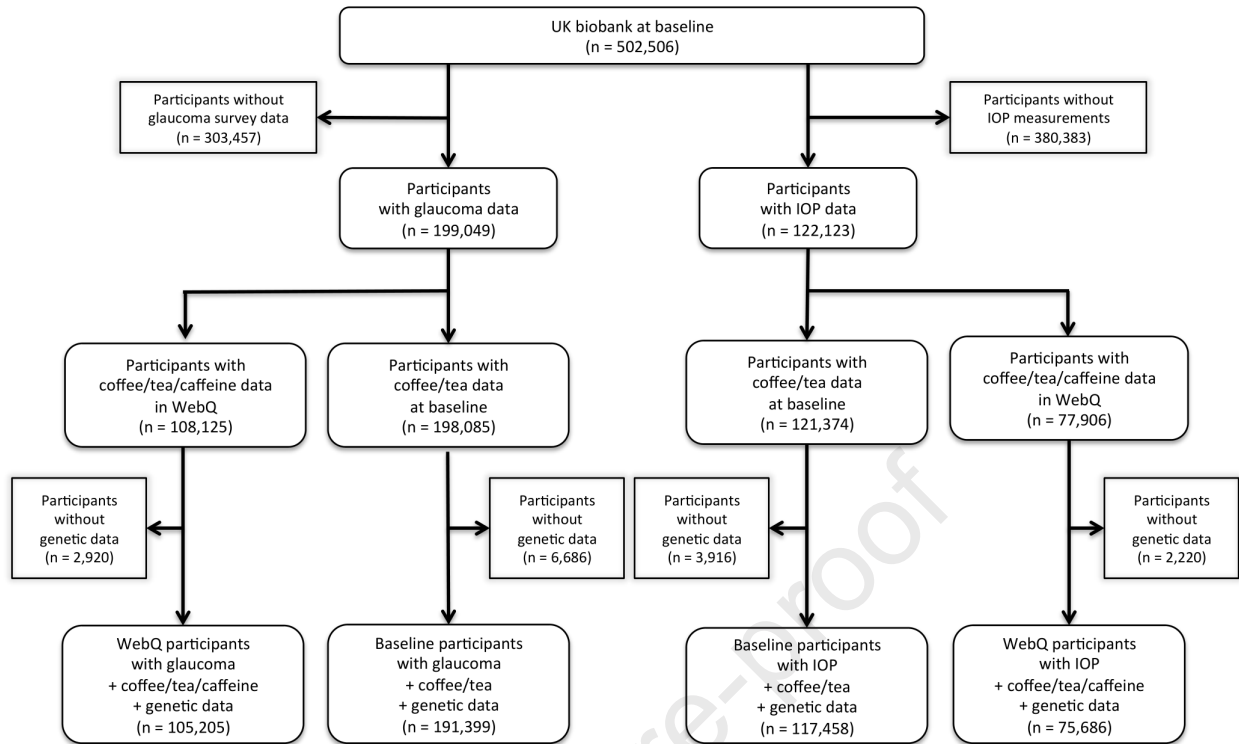 UK biobank at baseline
(n = 502,506)
Participants without
glaucoma survey data
(n = 303,457)
Participants without
IOP measurements
(n = 380,383)
Participants
with glaucoma data
(n = 199,049)
Participants
with IOP data
(n = 122,123)
Participants with
coffee/tea/caffeine data
in WebQ
(n = 108,125)
Participants with
coffee/tea data
at baseline
(n = 198,085)
Participants with
coffee/tea data
at baseline
(n = 121,374)
Participants with
coffee/tea/caffeine data
in WebQ
(n = 77,906)
Participants
without
genetic data
(n = 2,920)
Participants
without
genetic data
(n = 6,686)
Participants
without
genetic data
(n = 3,916)
Participants
without
genetic data
(n = 2,220)
WebQ participants
with glaucoma
+ coffee/tea/caffeine
+ genetic data
(n = 105,205)
Baseline participants
with glaucoma
+ coffee/tea
+ genetic data
(n = 191,399)
Baseline participants
with IOP
+ coffee/tea
+ genetic data
(n = 117,458)
WebQ participants
with IOP
+ coffee/tea/caffeine
+ genetic data
(n = 75,686)
re-proof